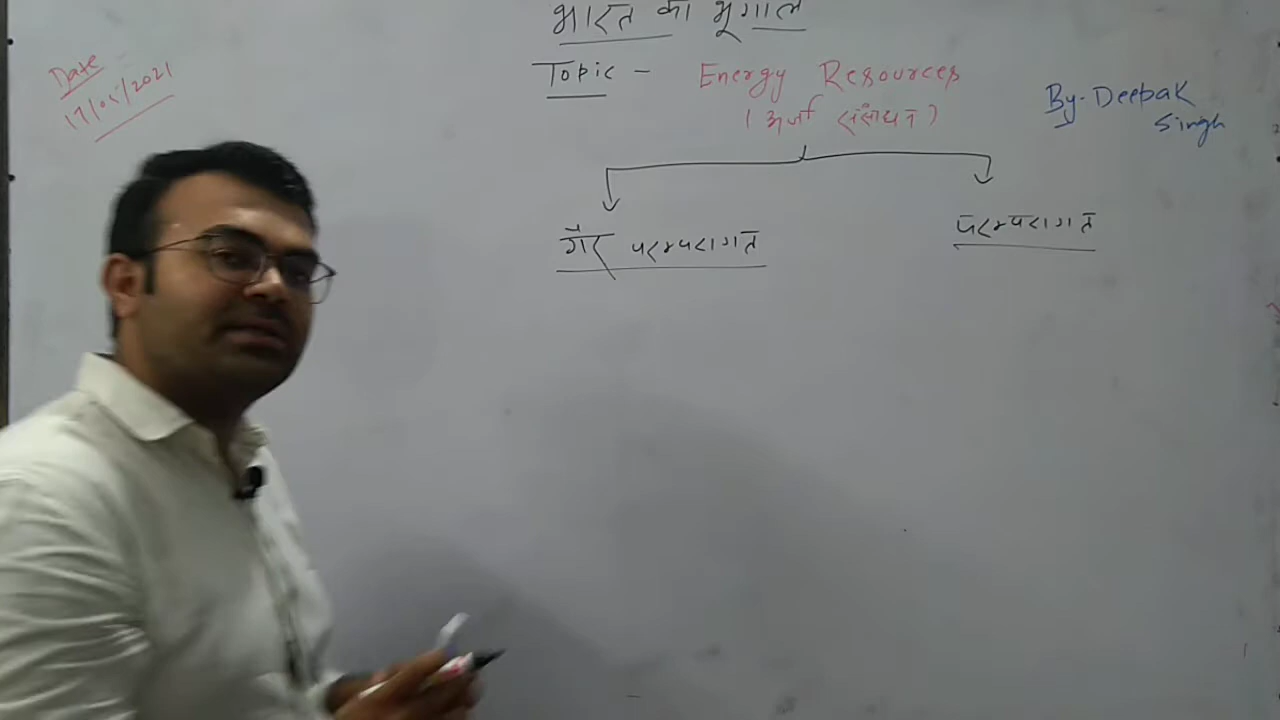 भारत का भूगोल
Date
17/05/2021
Topic - Energy Resources
(ऊर्जा संसाधन)
By-Deepak
Singh
गैर परम्परागत
परम्परागत